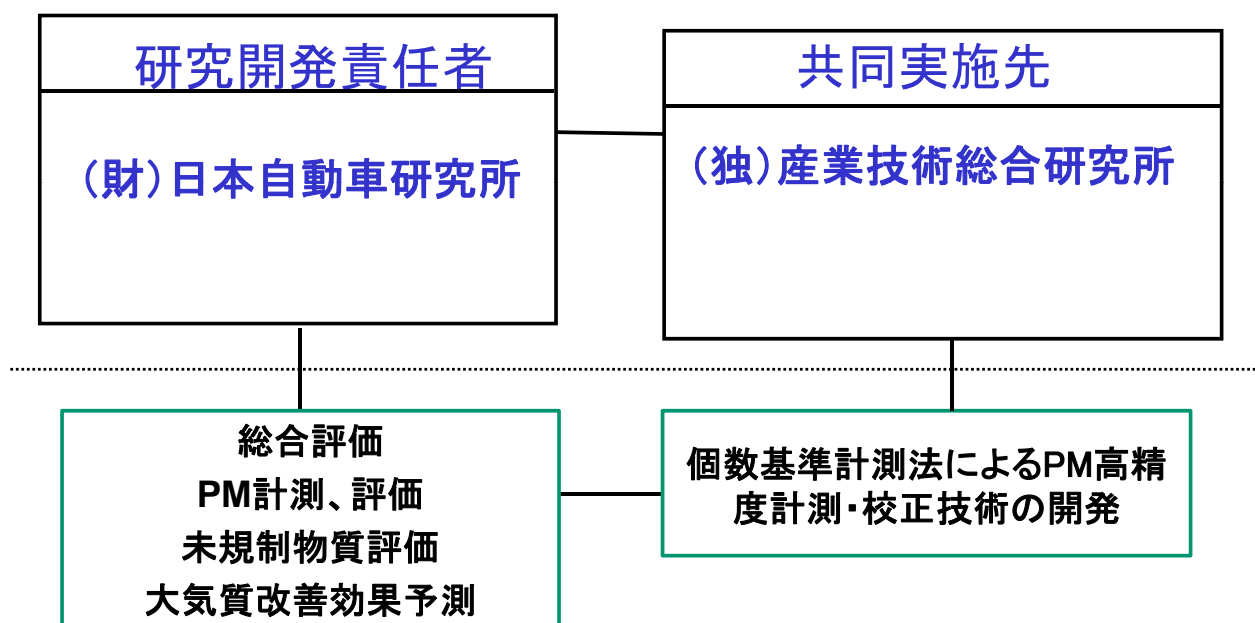 研究開発責任者
(財)日本自動車研究所
共同実施先
(独)産業技術総合研究所
総合評価
PM計測、評価
未規制物質評価
大気質改善効果予測
個数基準計測法によるPM高精
度計測・校正技術の開発